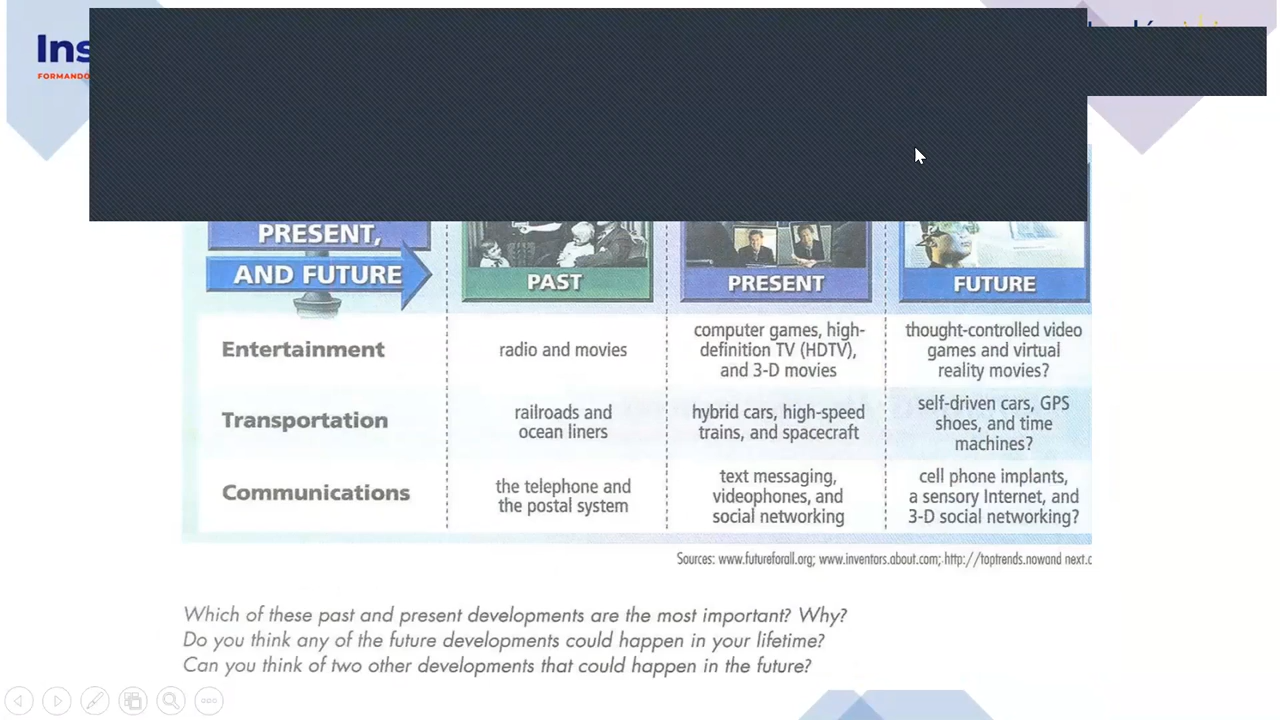 Ins
FORMANDO
PRESENT,
AND FUTURE
PAST
PRESENT
FUTURE
Entertainment
radio and movies
computer games, high-
definition TV (HDTV),
and 3-D movies
thought-controlled video
games and virtual
reality movies?
Transportation
railroads and
ocean liners
hybrid cars, high-speed
trains, and spacecraft
self-driven cars, GPS
shoes, and time
machines?
Communications
the telephone and
the postal system
text messaging,
videophones, and
social networking
cell phone implants,
a sensory Internet, and
3-D social networking?
Sources: www.futureforall.org; www.inventors.about.com; http://toptrends.nowand next.c
Which of these past and present developments are the most important? Why?
Do you think any of the future developments could happen in your lifetime?
Can you think of two other developments that could happen in the future?